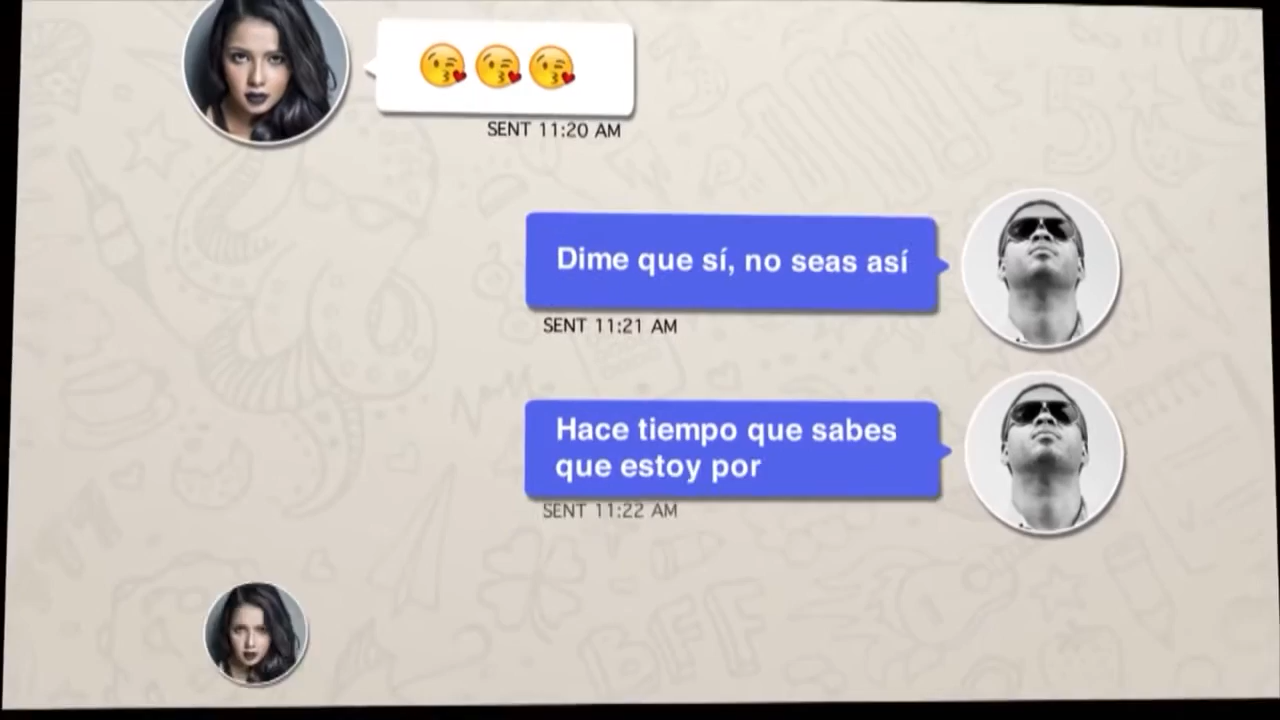 SENT 11:20 AM
Dime que sí, no seas así
SENT 11:21 AM
Hace tiempo que sabes
que estoy por
SENT 11:22 AM
BFF